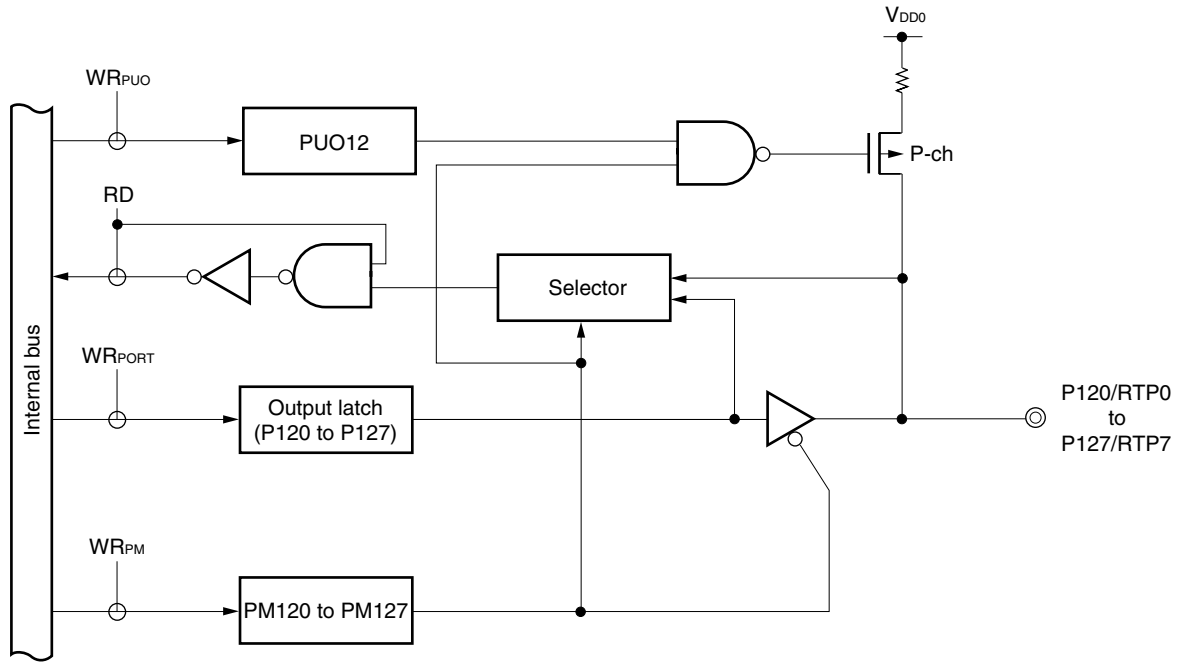 VDD0
WRPUO
PUO12
P-ch
RD
Selector
Internal bus
WRPORT
Output latch
(P120 to P127)
P120/RTP0
to
P127/RTP7
WRPM
PM120 to PM127